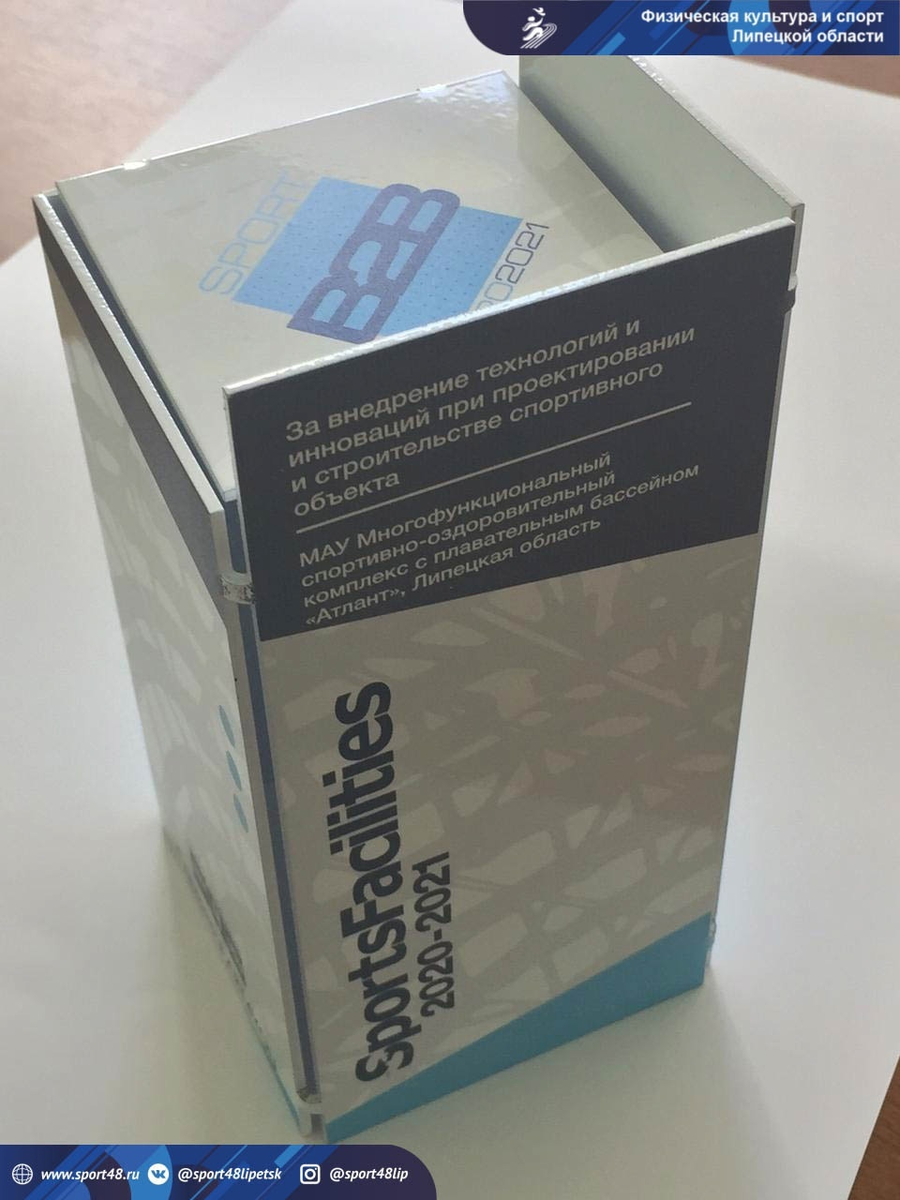 Физическая культура и спорт
Липецкой области
SPORT
B2B
2021
За внедрение технологий и
инноваций при проектировании
и строительстве спортивного
объекта
МАУ Многофункциональный
спортивно-оздоровительный
комплекс с плавательным бассейном
«Атлант», Липецкая область
SportsFacilities
2020-2021
www.sport48.ru @sport48lipetsk @sport48lip